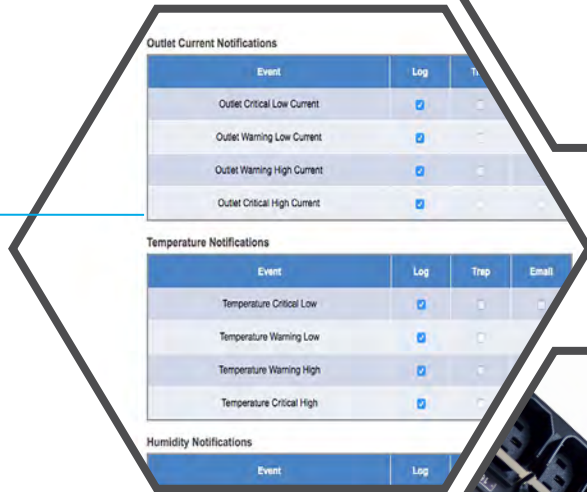 Outlet Current Notifications
Event Log
Outlet Critical Low Current
Outlet Warning Low Current
Outlet Warning High Current
Outlet Critical High Current
Temperature Notifications
Event Log Trap Email
Temperature Critical Low
Temperature Warning Low
Temperature Warning High
Temperature Critical High
Humidity Notifications
Event Log